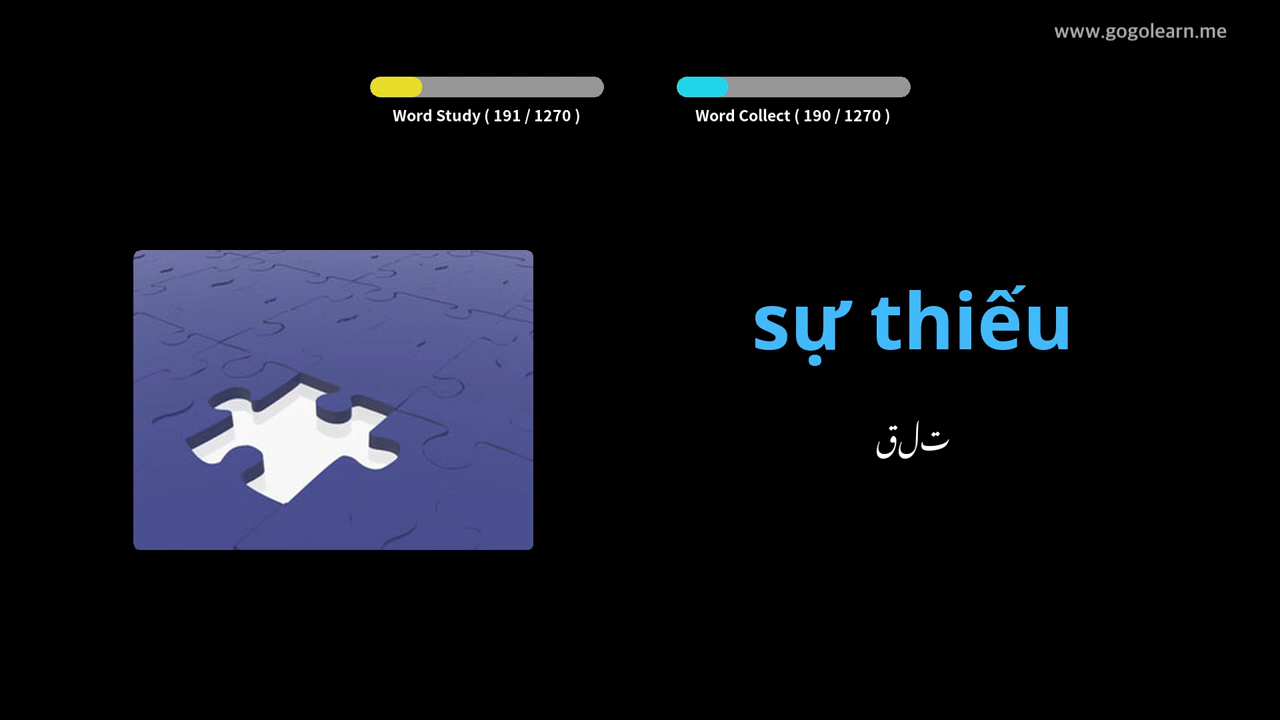 www.gogolearn.me
Word Study ( 191 / 1270 )
Word Collect ( 190 / 1270 )
sự thiếu
قلت